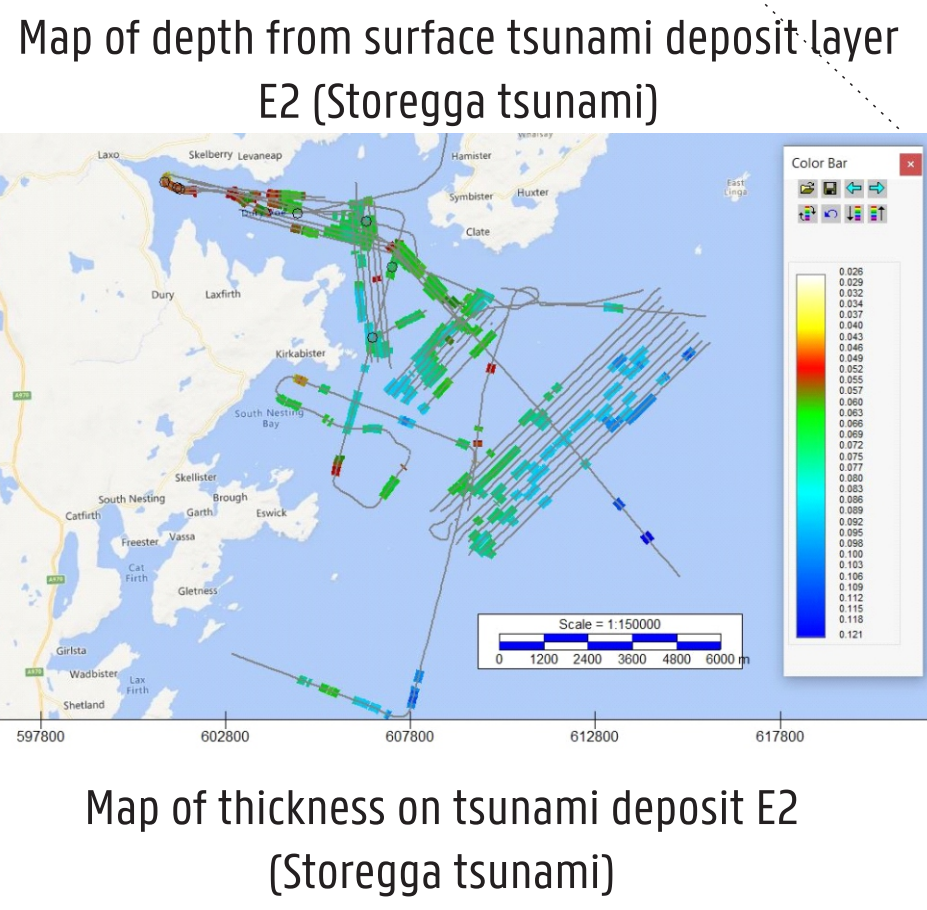 Map of depth from surface tsunami deposit layer
E2 (Storegga tsunami)
Laxo
Skelberry Levaneap
Hamister
Whalsay
Symbister
Huxter
East
Linga
Clate
Dury
Laxfirth
Kirkabister
A970
South Nesting
Bay
Skellister
South Nesting
Brough
Catfirth
Garth
Eswick
Freester
Vassa
Cat
Firth
A970
Gletness
Girlsta
A970
Wadbister
Lax
Firth
Shetland
Color Bar
0.026
0.029
0.032
0.034
0.037
0.040
0.043
0.046
0.049
0.052
0.055
0.057
0.060
0.063
0.066
0.069
0.072
0.075
0.077
0.080
0.083
0.086
0.089
0.092
0.095
0.098
0.100
0.103
0.106
0.109
0.112
0.115
0.118
0.121
Scale = 1:150000
0 1200 2400 3600 4800 6000 m
597800 602800 607800 612800 617800
Map of thickness on tsunami deposit E2
(Storegga tsunami)